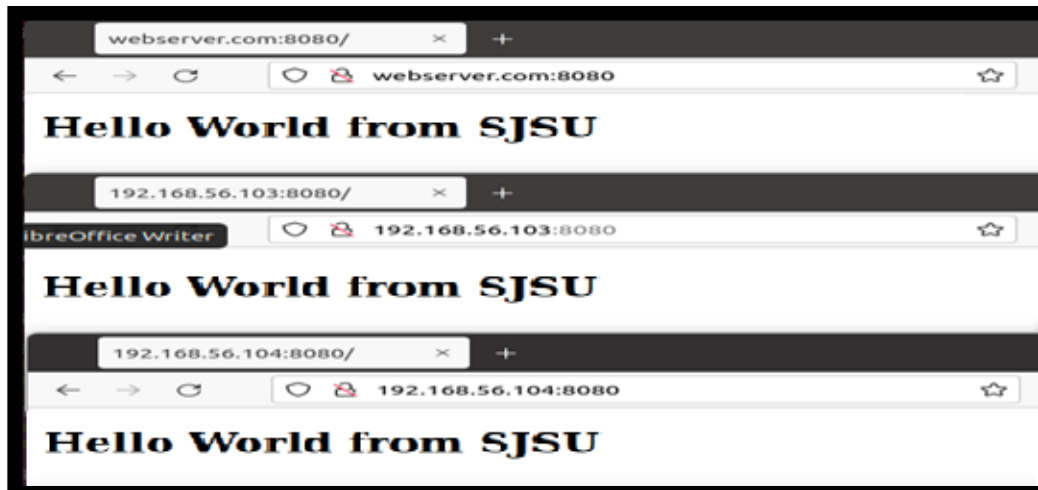 webserver.com:8080/
webserver.com:8080
Hello World from SJSU
192.168.56.103:8080/
ibreOffice Writer
192.168.56.103:8080
Hello World from SJSU
192.168.56.104:8080/
192.168.56.104:8080
Hello World from SJSU